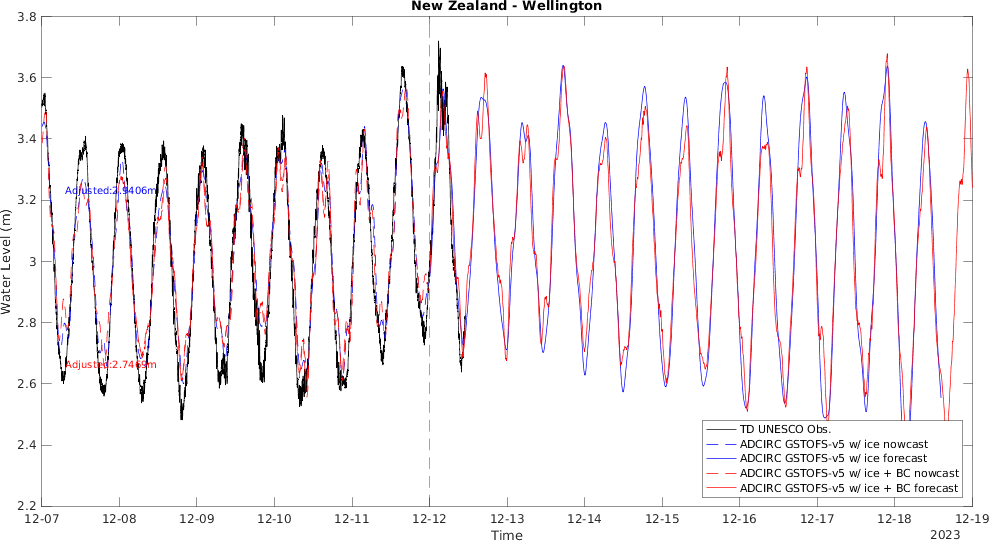 New Zealand - Wellington
3.8
3.6
3.4
3.2
3
2.8
2.6
2.4
2.2
Water Level (m)
Adjusted:2.9406m
Adjusted:2.7469m
TD UNESCO Obs.
ADCIRC GSTOFS-v5 w/ ice nowcast
ADCIRC GSTOFS-v5 w/ ice forecast
ADCIRC GSTOFS-v5 w/ ice + BC nowcast
ADCIRC GSTOFS-v5 w/ ice + BC forecast
12-07 12-08 12-09 12-10 12-11 12-12 12-13 12-14 12-15 12-16 12-17 12-18 12-19
Time
2023